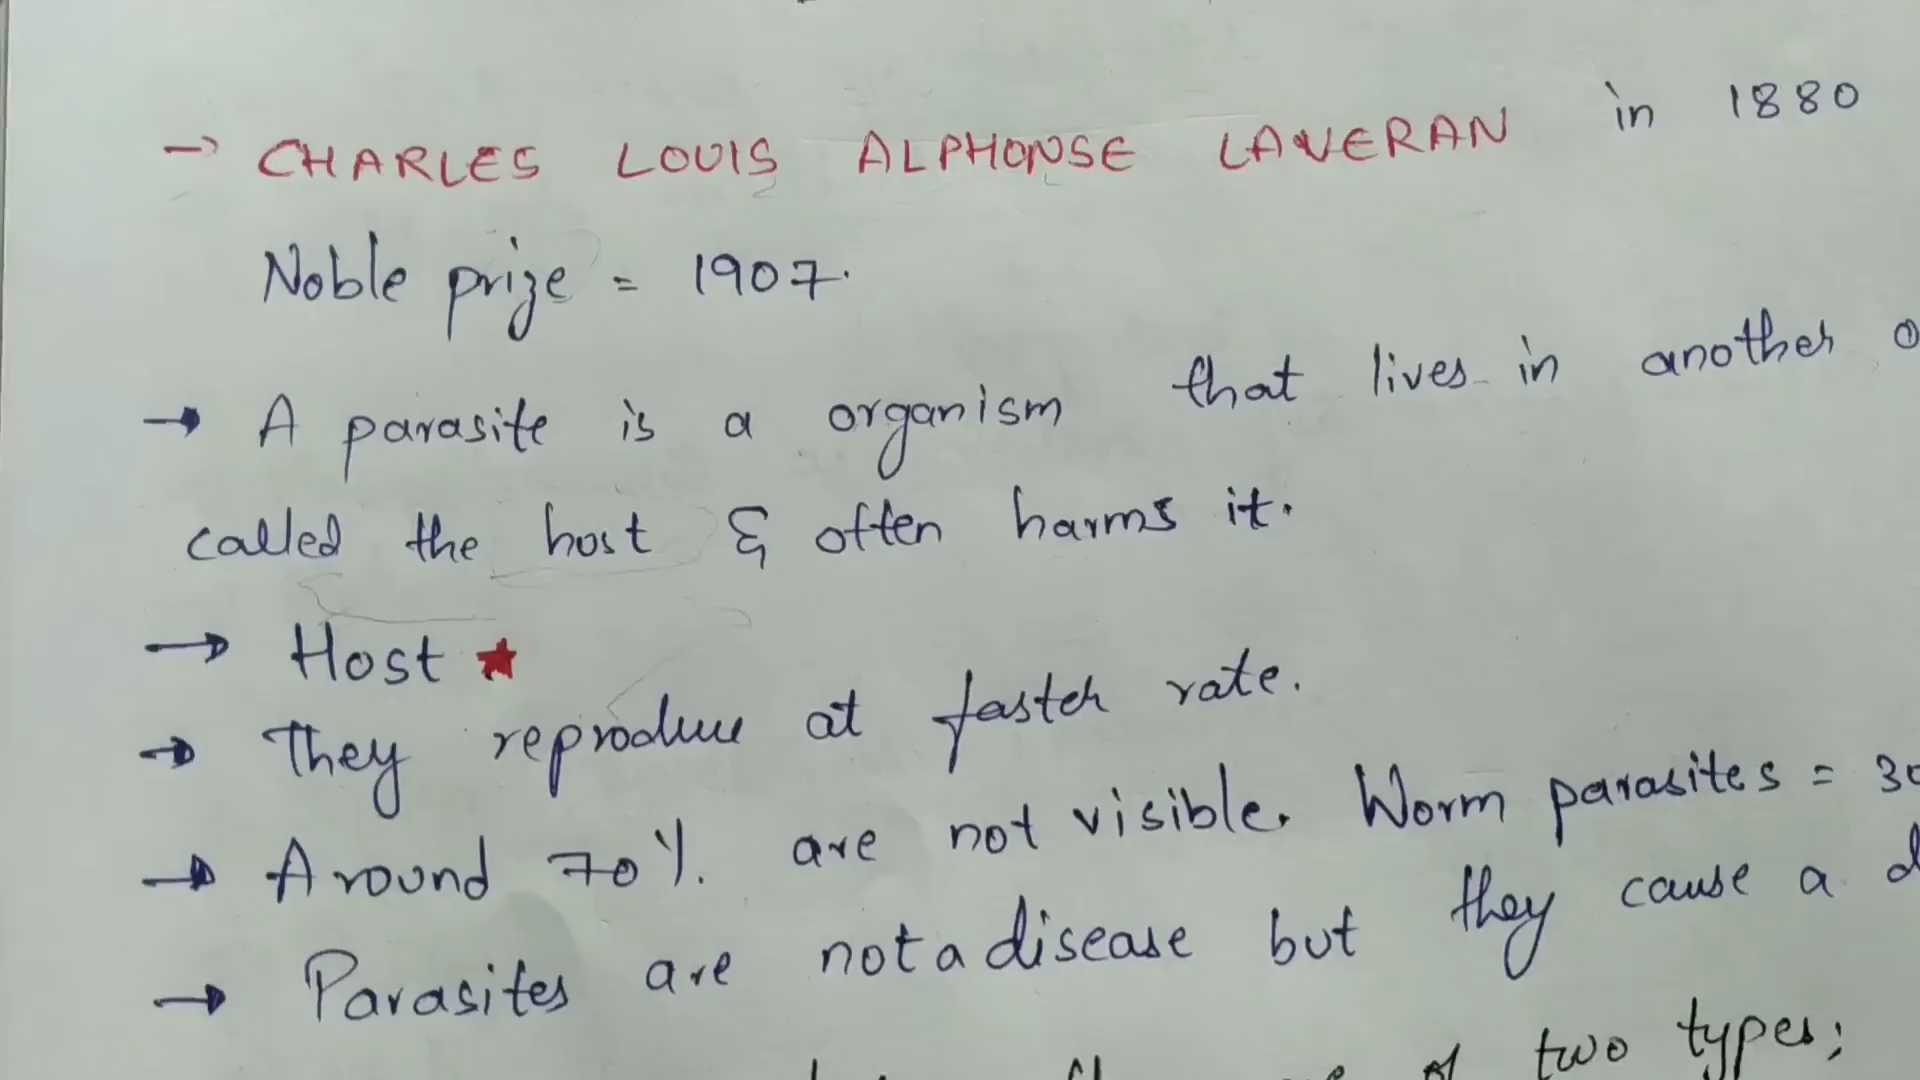 → CHARLES LOUIS ALPHONSE LAVERAN in 1880
Noble prize = 1907.
→ A parasite is a organism that lives in another
called the host & often harms it.
→ Host ★
→ They reproduce at faster rate.
→ Around 70%. are not visible. Worm parasites = 30
→ Parasites are not a disease but they cause a d
of two types;